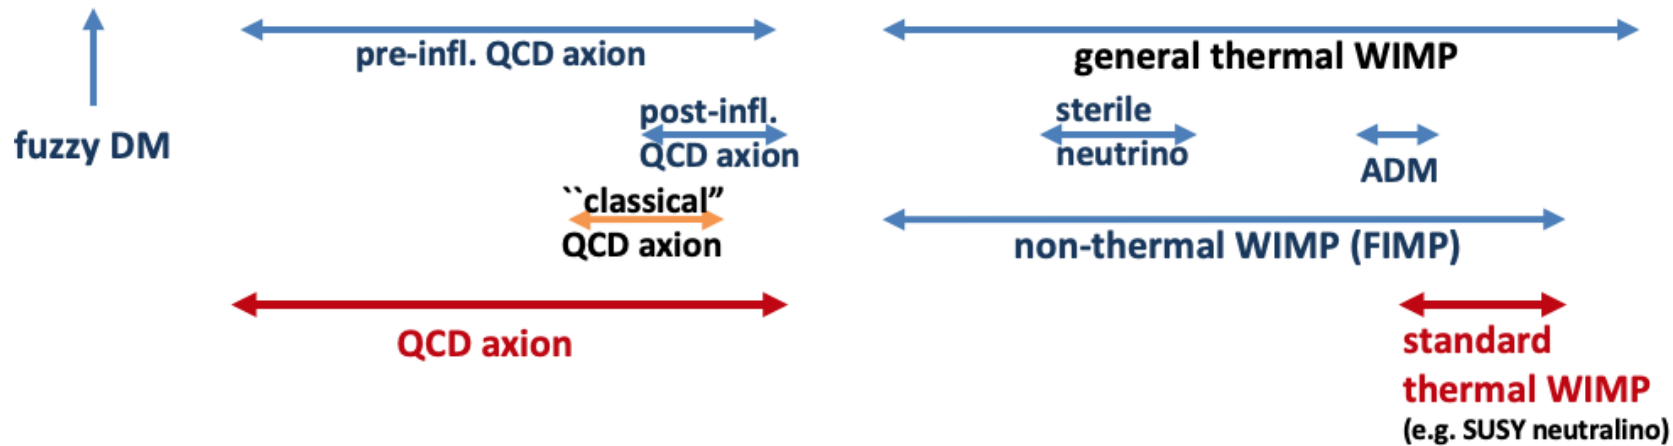 pre-infl. QCD axion
general thermal WIMP
fuzzy DM
post-infl.
QCD axion
sterile
neutrino
ADM
``classical”
QCD axion
non-thermal WIMP (FIMP)
QCD axion
standard
thermal WIMP
(e.g. SUSY neutralino)